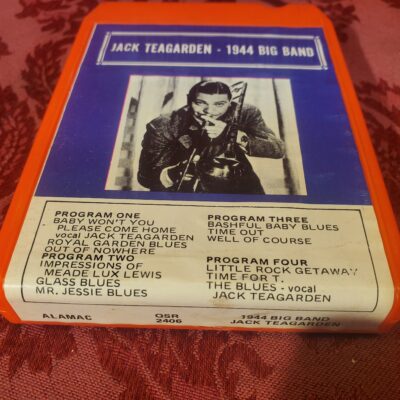 JACK TEAGARDEN - 1944 BIG BAND
PROGRAM ONE
BABY WON'T YOU
PLEASE COME HOME
vocal JACK TEAGARDEN
ROYAL GARDEN BLUES
OUT OF NOWHERE
PROGRAM TWO
IMPRESSIONS OF
MEADE LUX LEWIS
GLASS BLUES
MR. JESSIE BLUES
PROGRAM THREE
BASHFUL BABY BLUES
TIME OUT
WELL OF COURSE
PROGRAM FOUR
LITTLE ROCK GETAWAY
TIME FOR T
THE BLUES - vocal
JACK TEAGARDEN
ALAMAC
QSR
2406
1944 BIG BAND
JACK TEAGARDEN